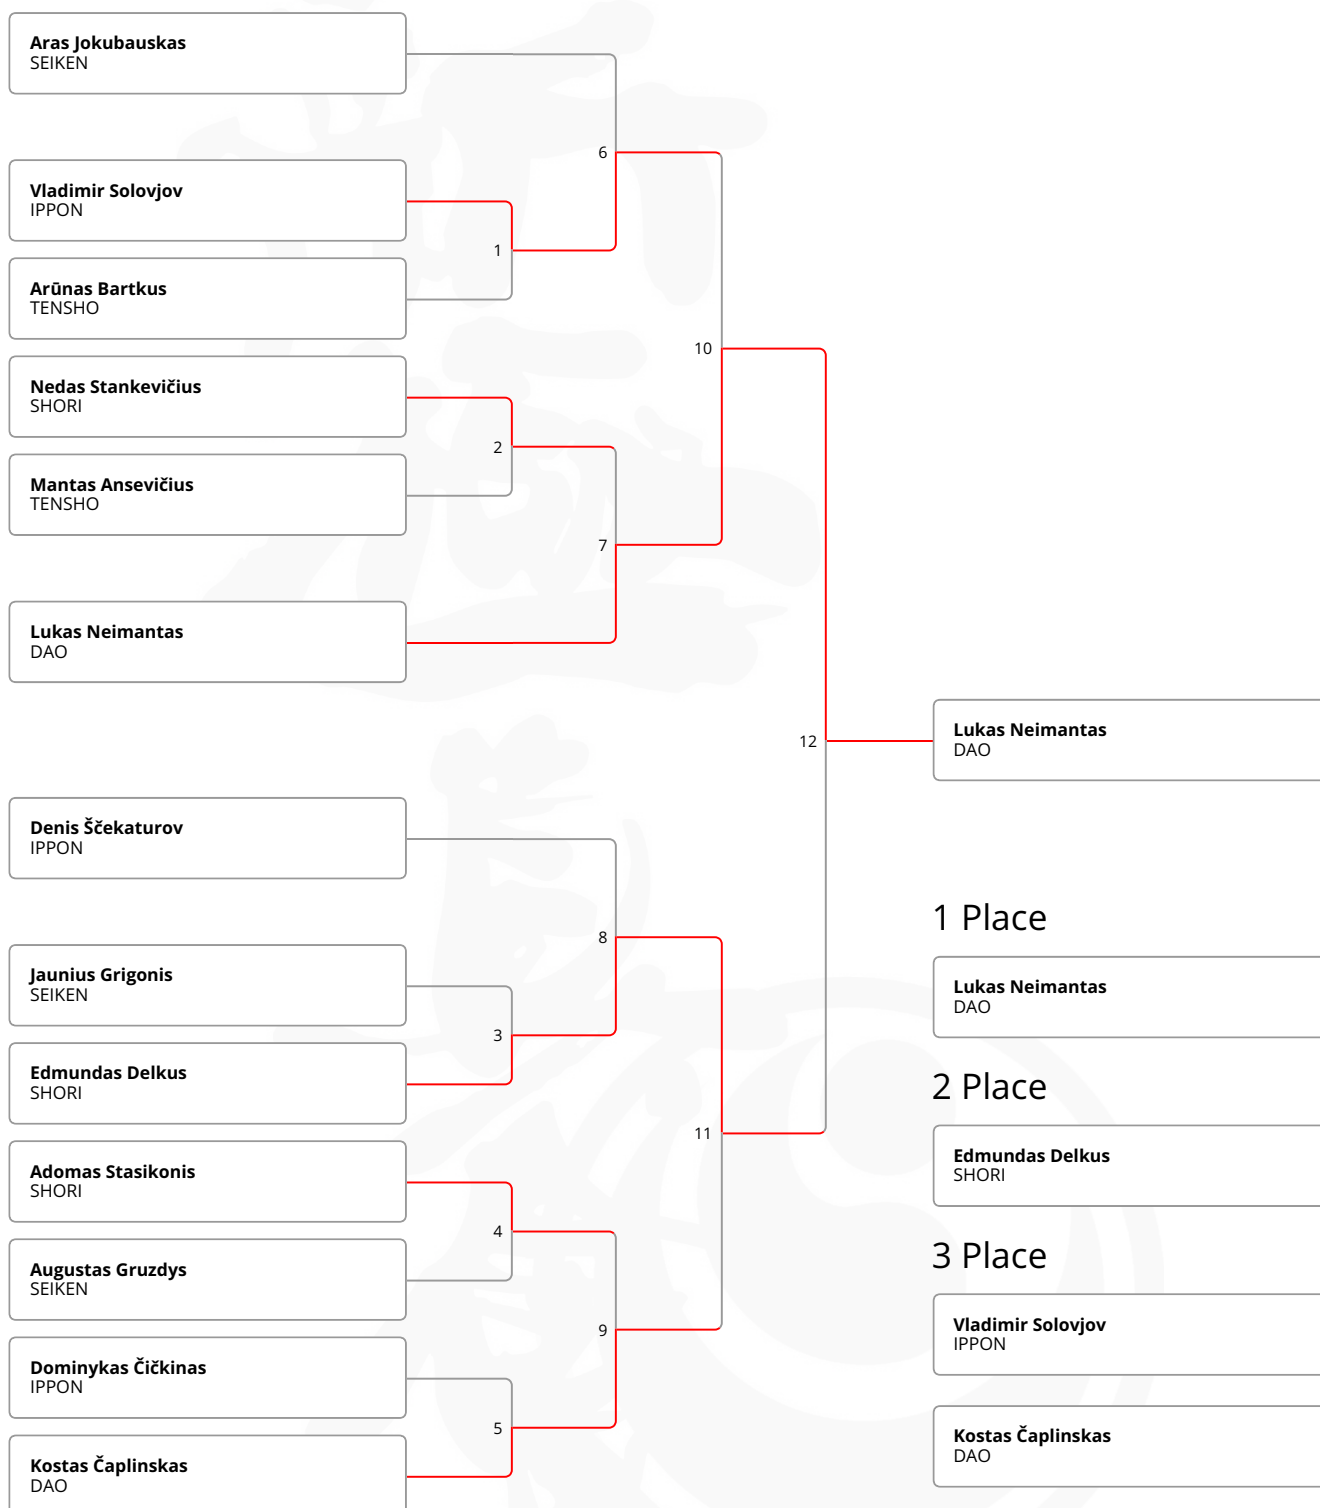 Aras Jokubauskas
SEIKEN
Vladimir Solovjov
IPPON
Arūnas Bartkus
TENSHO
Nedas Stankevičius
SHORI
Mantas Ansevičius
TENSHO
Lukas Neimantas
DAO
Denis Ščekaturov
IPPON
Jaunius Grigonis
SEIKEN
Edmundas Delkus
SHORI
Adomas Stasikonis
SHORI
Augustas Gruzdys
SEIKEN
Dominykas Čičkinas
IPPON
Kostas Čaplinskas
DAO
1
2
3
4
5
6
7
8
9
10
11
12
Lukas Neimantas
DAO
1 Place
Lukas Neimantas
DAO
2 Place
Edmundas Delkus
SHORI
3 Place
Vladimir Solovjov
IPPON
Kostas Čaplinskas
DAO